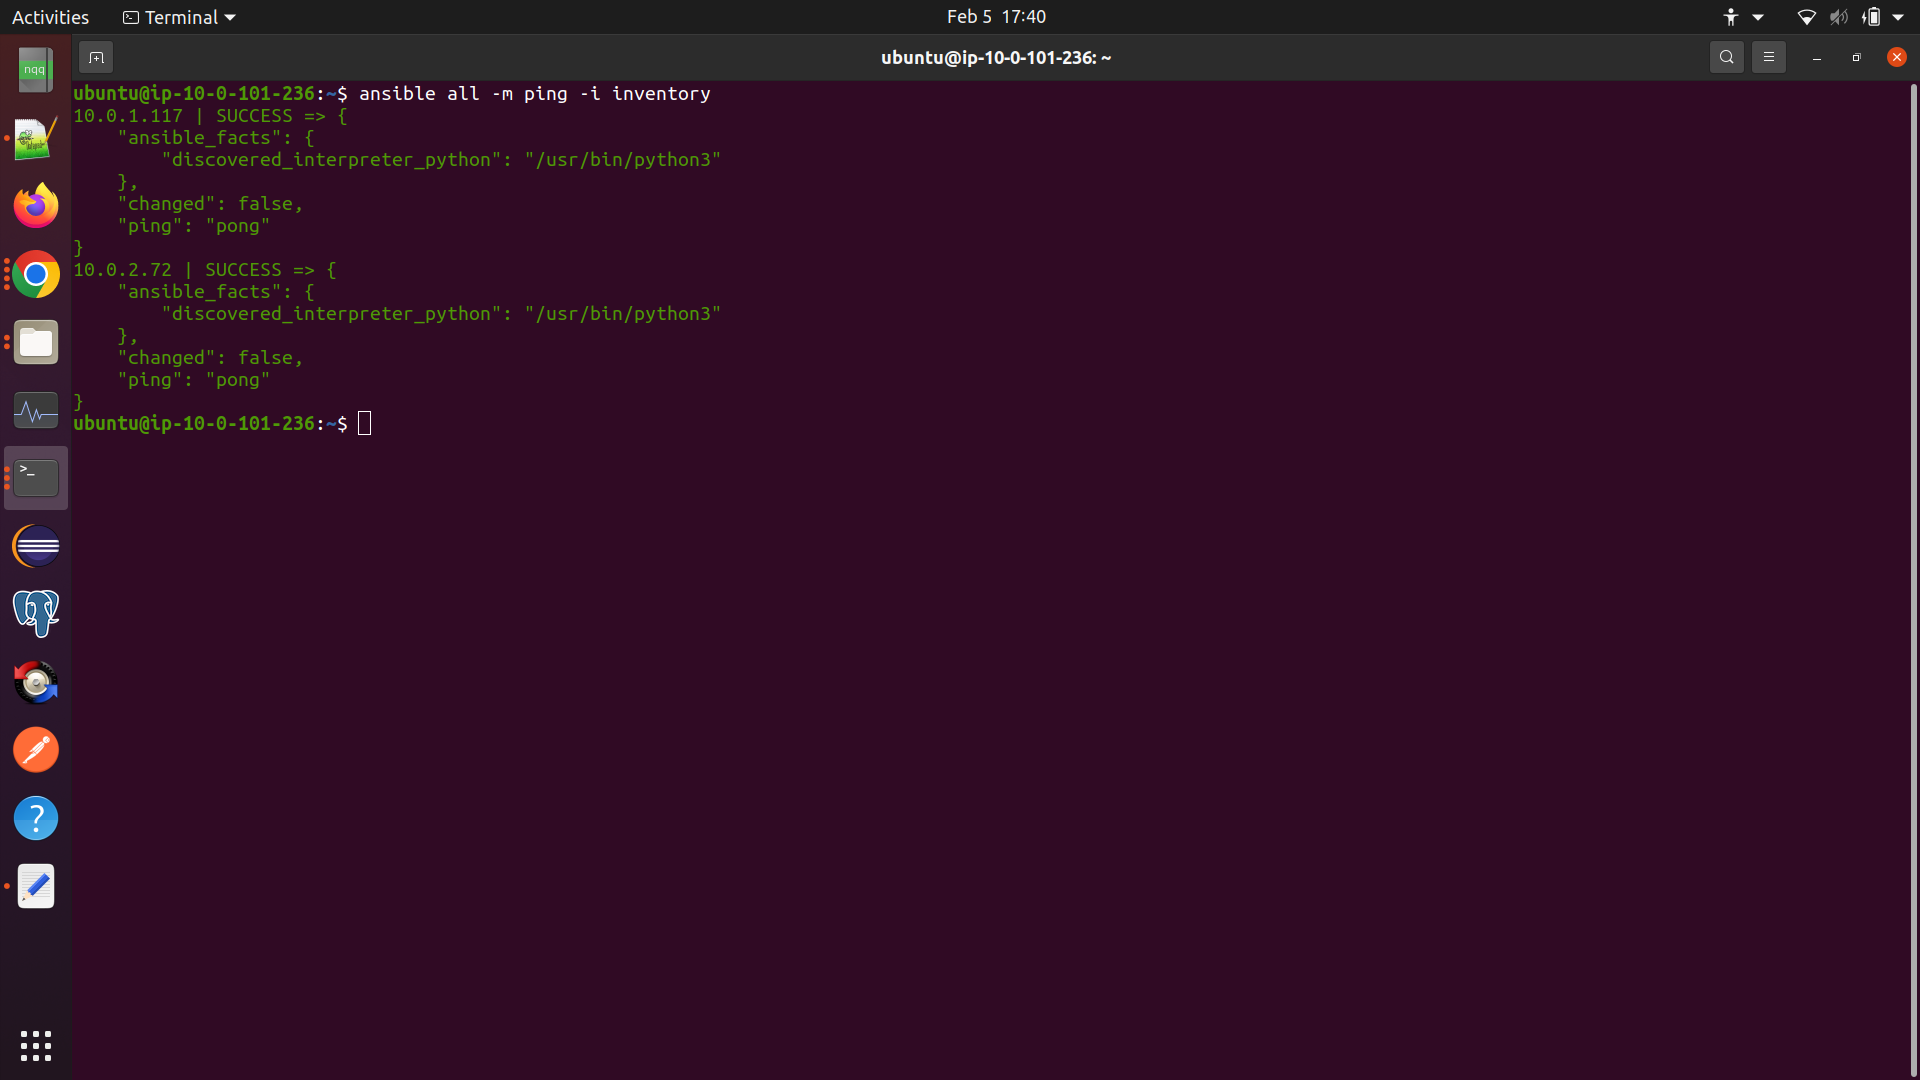 Activities Terminal Feb 5 17:40
ubuntu@ip-10-0-101-236: ~
nqq
ubuntu@ip-10-0-101-236:~$ ansible all -m ping -i inventory
10.0.1.117 | SUCCESS => {
    "ansible_facts": {
        "discovered_interpreter_python": "/usr/bin/python3"
    },
    "changed": false,
    "ping": "pong"
}
10.0.2.72 | SUCCESS => {
    "ansible_facts": {
        "discovered_interpreter_python": "/usr/bin/python3"
    },
    "changed": false,
    "ping": "pong"
}
ubuntu@ip-10-0-101-236:~$
>_
?